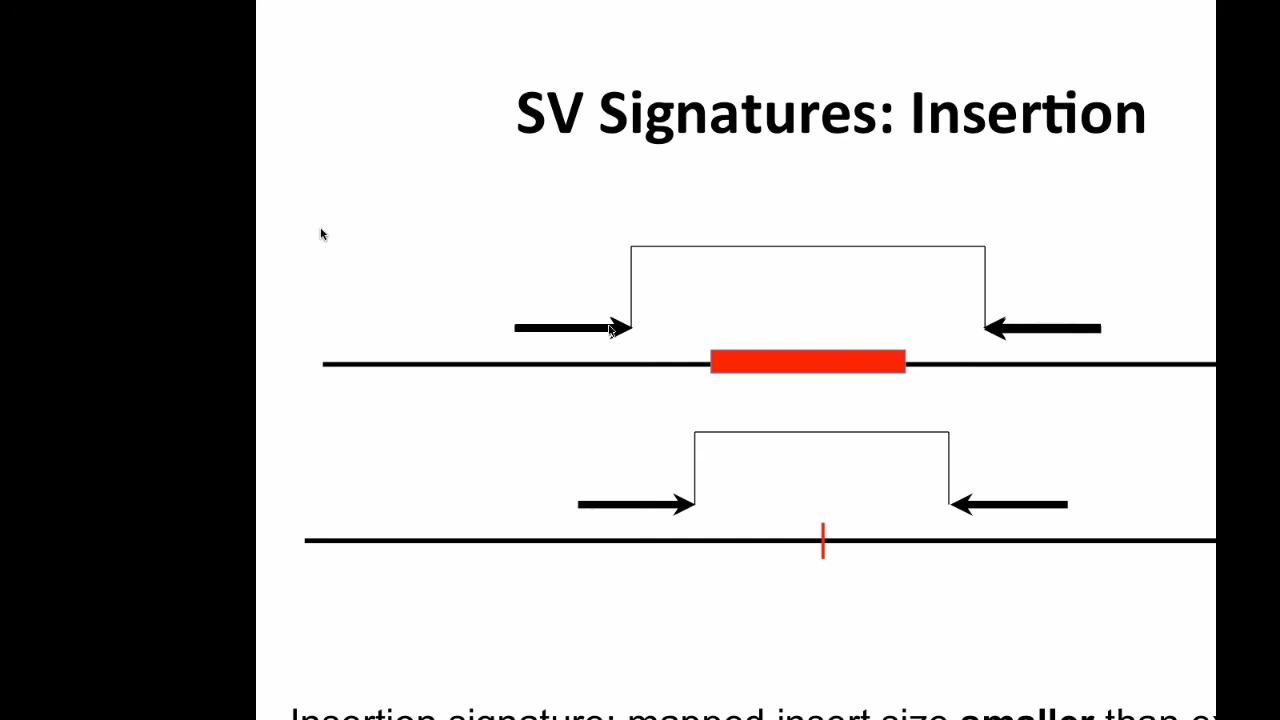 SV Signatures: Insertion
Insertion signature: mapped insert size smaller than